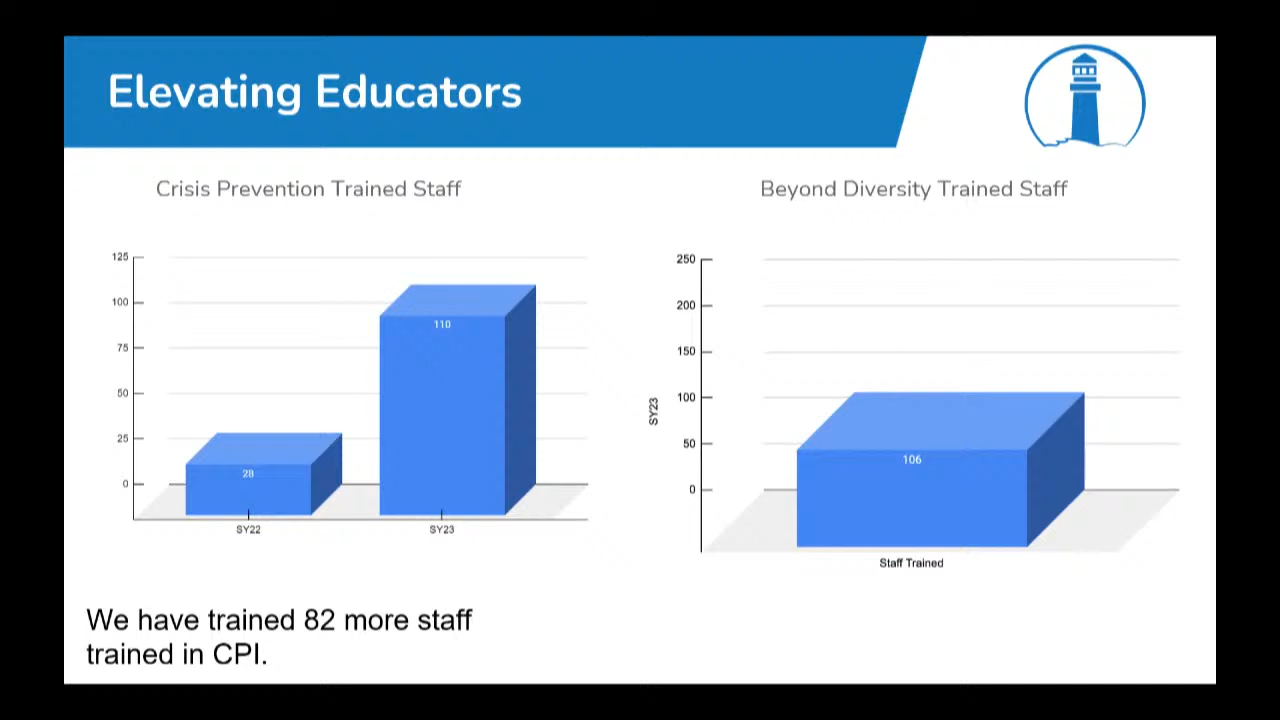 Elevating Educators
Crisis Prevention Trained Staff
125
100
75
50
25
0
110
28
SY22
SY23
Beyond Diversity Trained Staff
250
200
150
100
50
0
SY23
106
Staff Trained
We have trained 82 more staff
trained in CPI.